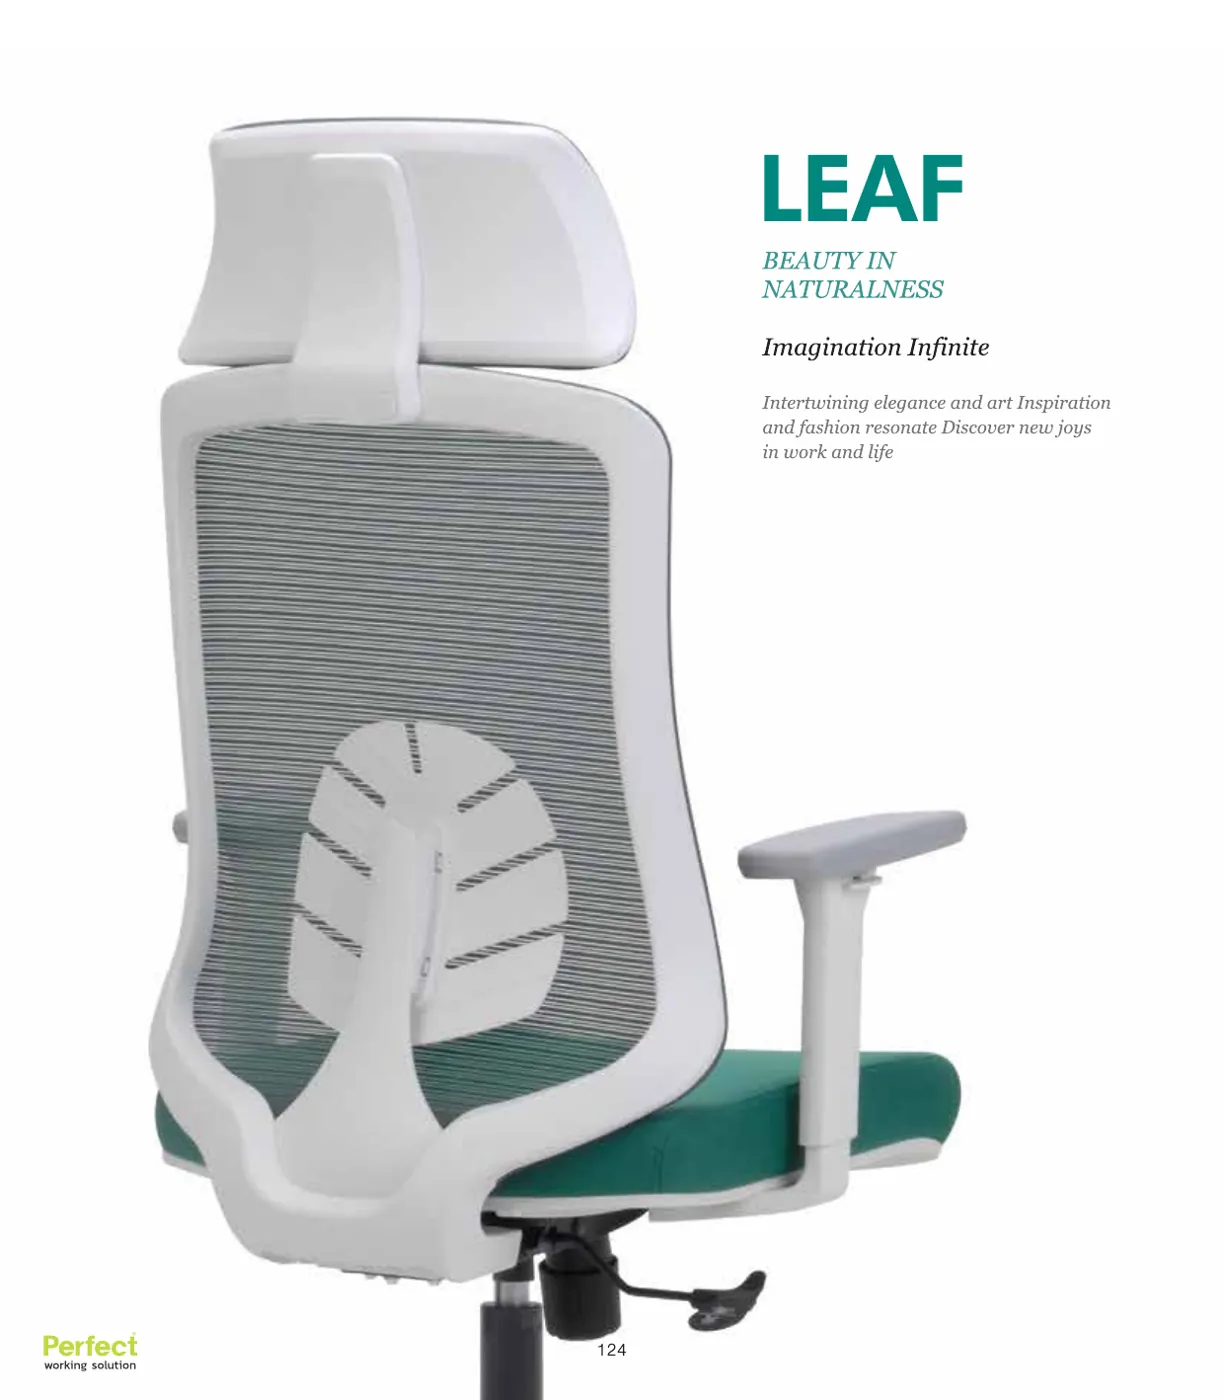 LEAF
BEAUTY IN
NATURALNESS
Imagination Infinite
Intertwining elegance and art Inspiration
and fashion resonate Discover new joys
in work and life
Perfect
working solution
124